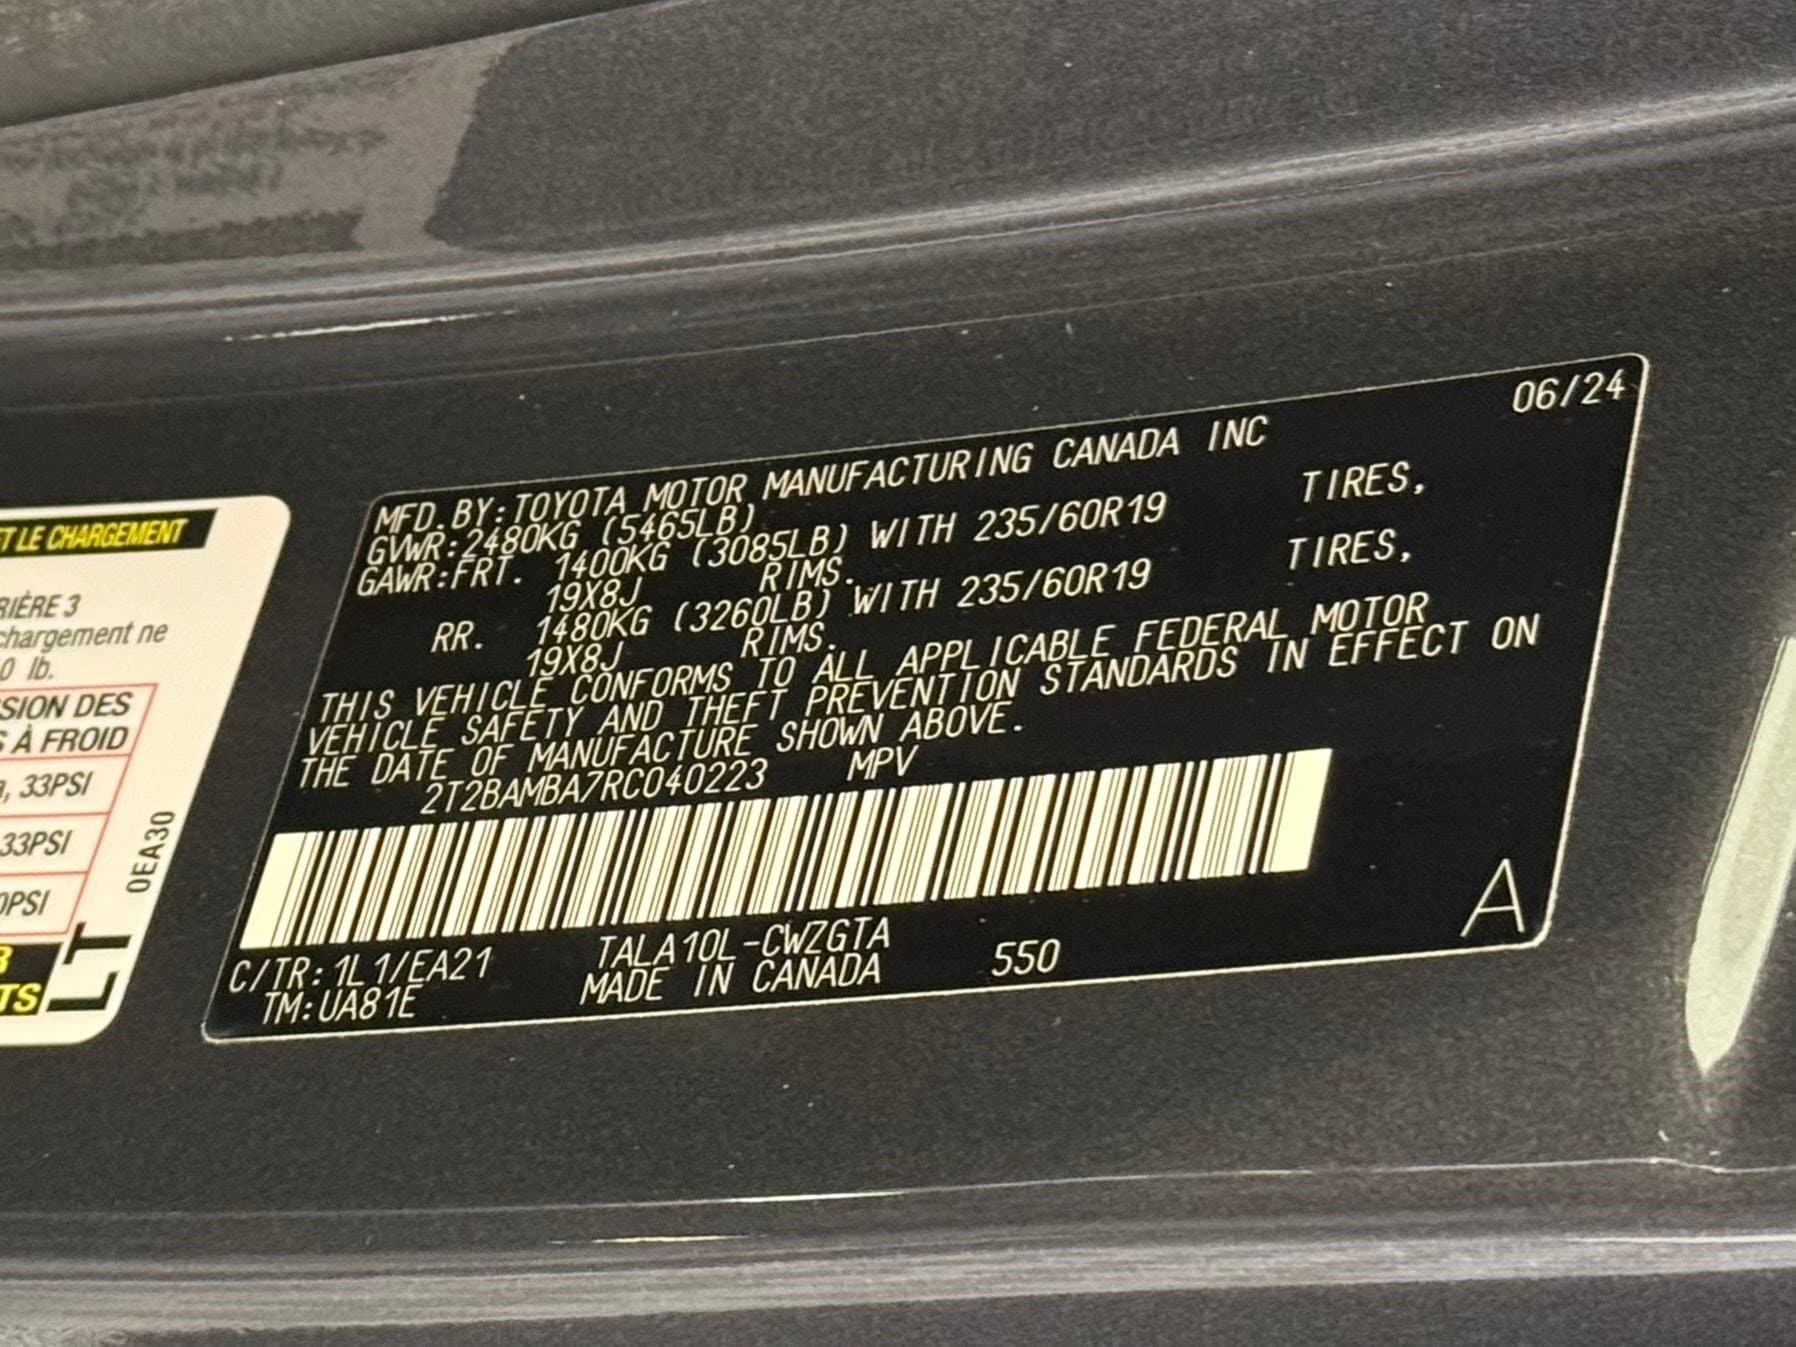 ET LE CHARGEMENT
RIÈRE 3
chargement ne
0 lb.
SION DES
S À FROID
, 33PSI
33PSI
0PSI
TS
LT
0EA30
06/24
MFD. BY: TOYOTA MOTOR MANUFACTURING CANADA INC
GVWR: 2480KG (5465LB)
GAWR: FRT. 1400KG (3085LB) WITH 235/60R19 TIRES,
19X8J RIMS.
RR. 1480KG (3260LB) WITH 235/60R19 TIRES,
19X8J RIMS.
THIS VEHICLE CONFORMS TO ALL APPLICABLE FEDERAL MOTOR
VEHICLE SAFETY AND THEFT PREVENTION STANDARDS IN EFFECT ON
THE DATE OF MANUFACTURE SHOWN ABOVE.
2T2BAMBA7RC040223 MPV
C/TR: 1L1/EA21 TALA10L-CWZGTA 550 A
TM: UA81E MADE IN CANADA